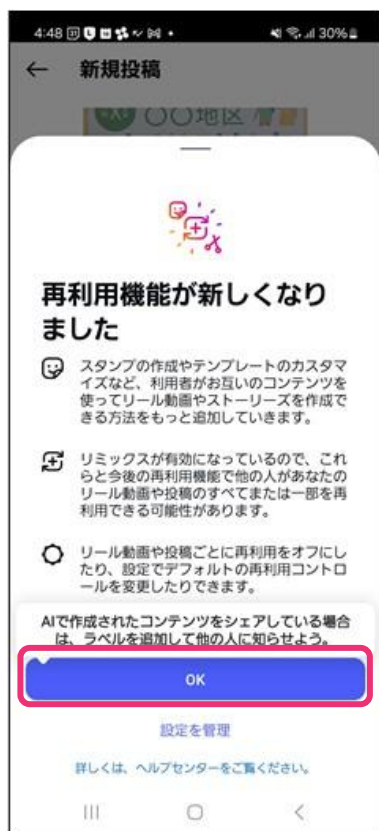 4:48
30%
← 新規投稿
〇〇地区
再利用機能が新しくなり
ました
スタンプの作成やテンプレートのカスタマ
イズなど、利用者がお互いのコンテンツを
使ってリール動画やストーリーズを作成で
きる方法をもっと追加していきます。
リミックスが有効になっているので、これ
らと今後の再利用機能で他の人があなたの
リール動画や投稿のすべてまたは一部を再
利用できる可能性があります。
リール動画や投稿ごとに再利用をオフにし
たり、設定でデフォルトの再利用コントロ
ールを変更したりできます。
AIで作成されたコンテンツをシェアしている場合
は、ラベルを追加して他の人に知らせよう。
OK
設定を管理
詳しくは、ヘルプセンターをご覧ください。